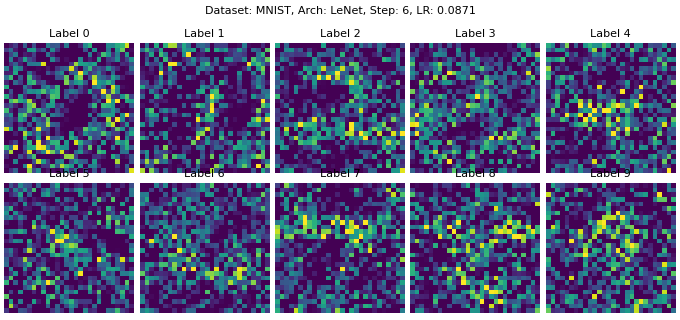 Dataset: MNIST, Arch: LeNet, Step: 6, LR: 0.0871
Label 0
Label 1
Label 2
Label 3
Label 4
Label 5
Label 6
Label 7
Label 8
Label 9